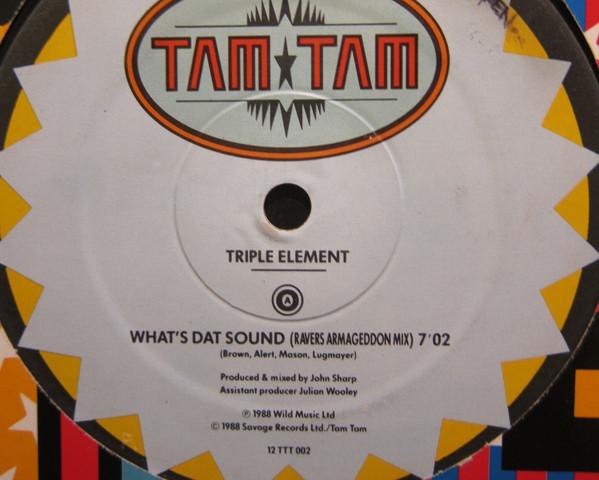 TAM TAM
TRIPLE ELEMENT
A
WHAT'S DAT SOUND (RAVERS ARMAGEDDON MIX) 7'02
(Brown, Alert, Mason, Lugmayer)
Produced & mixed by John Sharp
Assistant producer Julian Wooley
℗ 1988 Wild Music Ltd
© 1988 Savage Records Ltd./Tam Tam
12 TTT 002